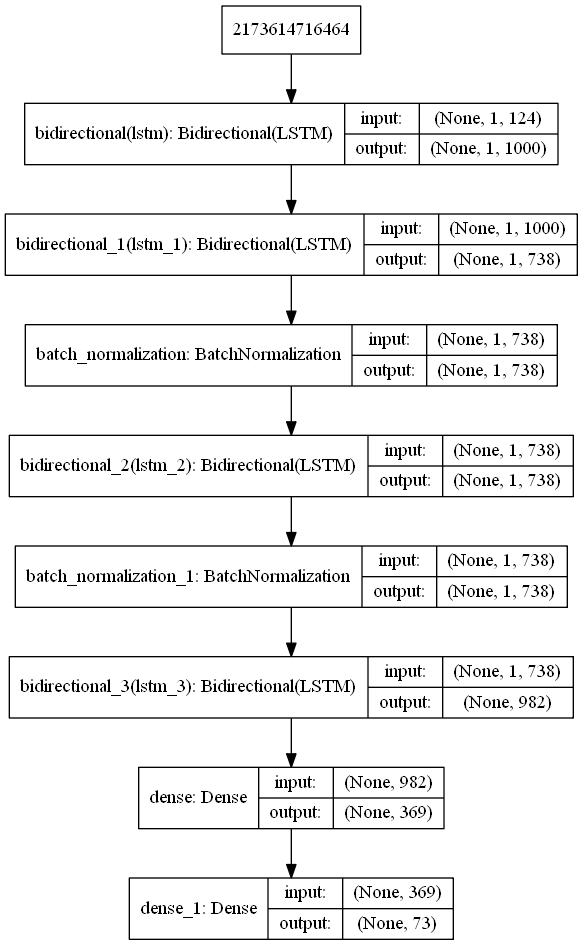 2173614716464
bidirectional(lstm): Bidirectional(LSTM) input: (None, 1, 124)
output: (None, 1, 1000)
bidirectional_1(lstm_1): Bidirectional(LSTM) input: (None, 1, 1000)
output: (None, 1, 738)
batch_normalization: BatchNormalization input: (None, 1, 738)
output: (None, 1, 738)
bidirectional_2(lstm_2): Bidirectional(LSTM) input: (None, 1, 738)
output: (None, 1, 738)
batch_normalization_1: BatchNormalization input: (None, 1, 738)
output: (None, 1, 738)
bidirectional_3(lstm_3): Bidirectional(LSTM) input: (None, 1, 738)
output: (None, 982)
dense: Dense input: (None, 982)
output: (None, 369)
dense_1: Dense input: (None, 369)
output: (None, 73)